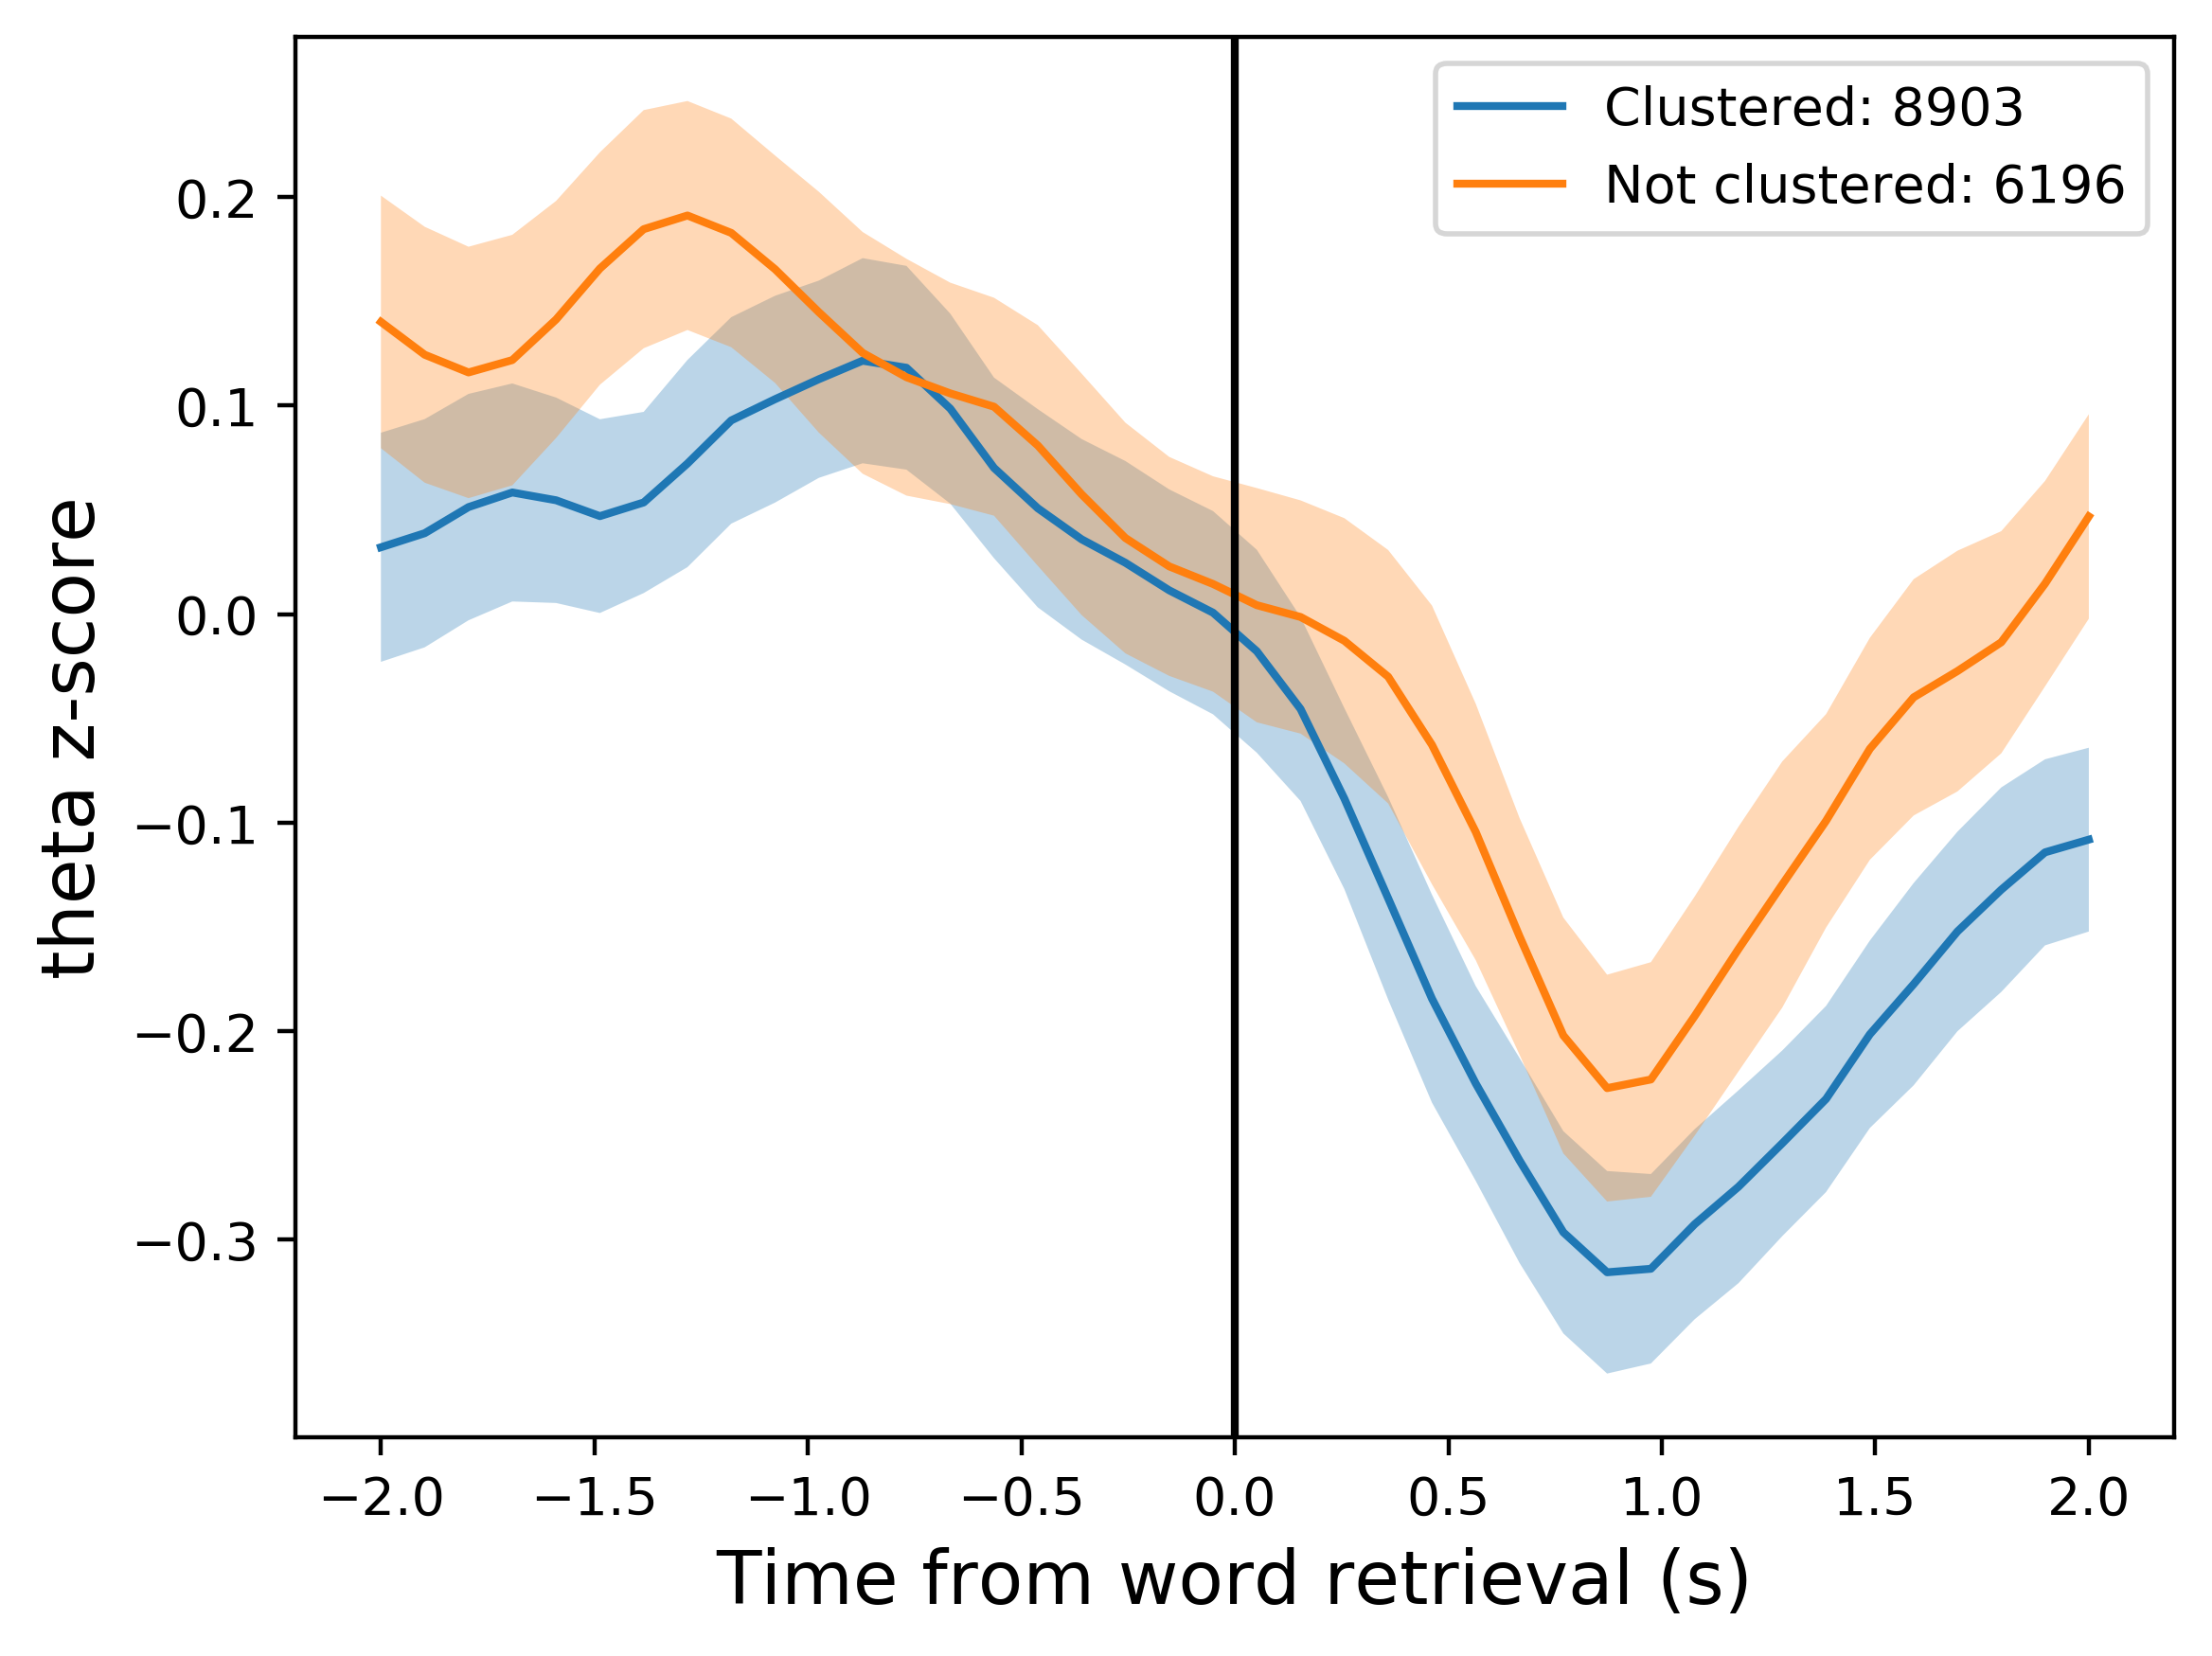 Clustered: 8903
Not clustered: 6196
0.2
0.1
0.0
−0.1
−0.2
−0.3
theta z-score
−2.0 −1.5 −1.0 −0.5 0.0 0.5 1.0 1.5 2.0
Time from word retrieval (s)